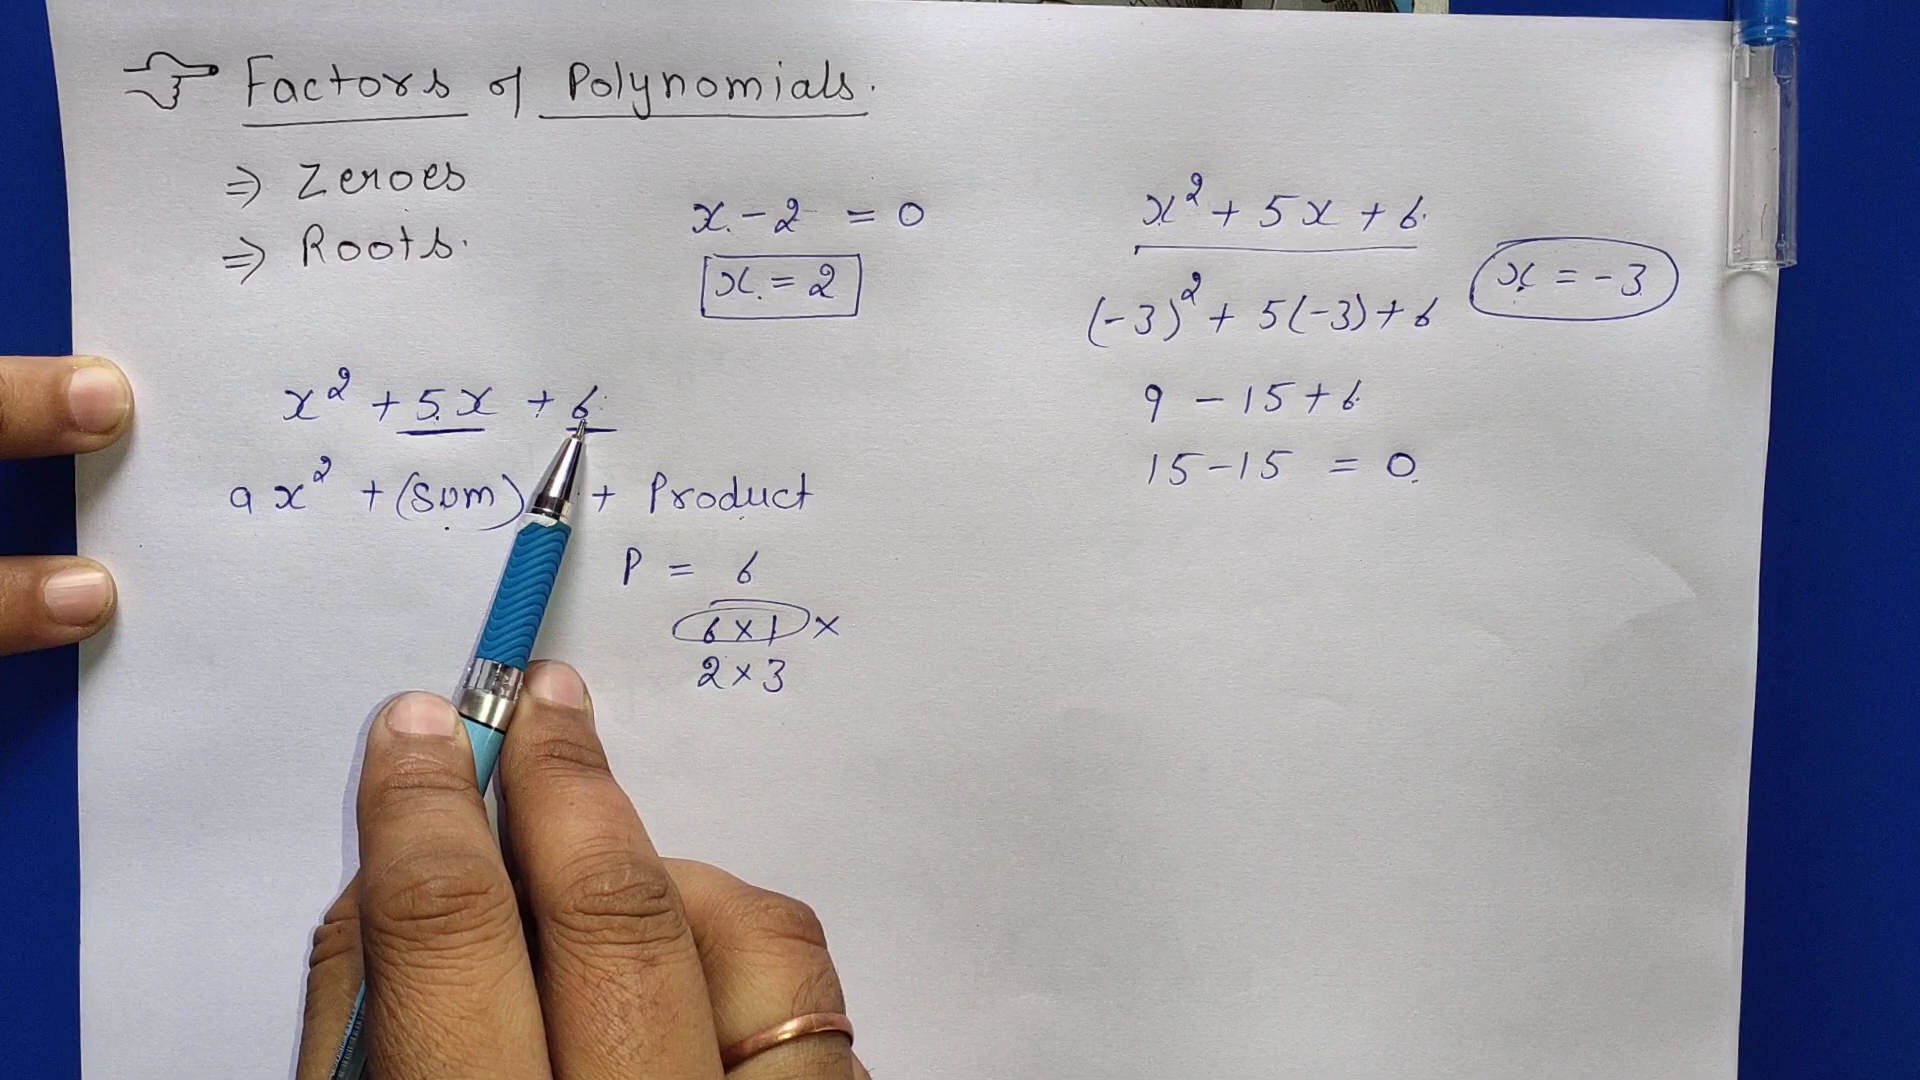 Factors of Polynomials.
⇒ Zeroes
⇒ Roots.
x - 2 = 0
x = 2
x² + 5x + 6
ax² + (Sum) + Product
P = 6
6 × 1 ×
2 × 3
x² + 5x + 6
x = -3
(-3)² + 5(-3) + 6
9 - 15 + 6
15 - 15 = 0